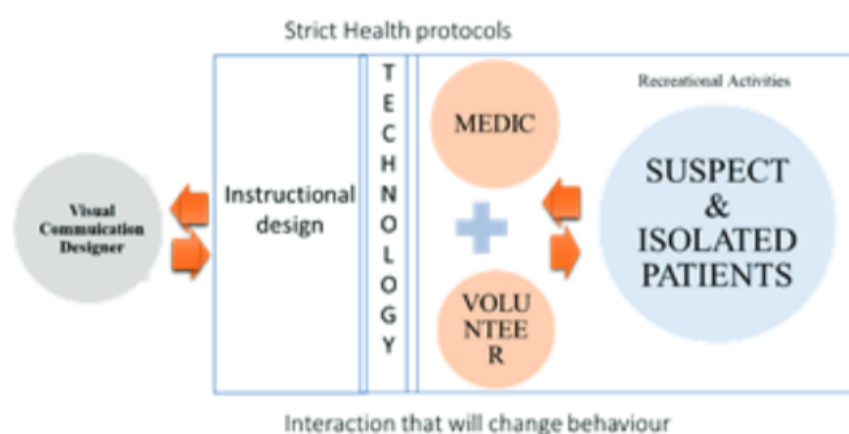 Strict Health protocols
Visual
Commuication
Designer
Instructional
design
T
E
C
H
N
O
L
O
G
Y
MEDIC
VOLU
NTEE
R
Recreational Activities
SUSPECT
&
ISOLATED
PATIENTS
Interaction that will change behaviour